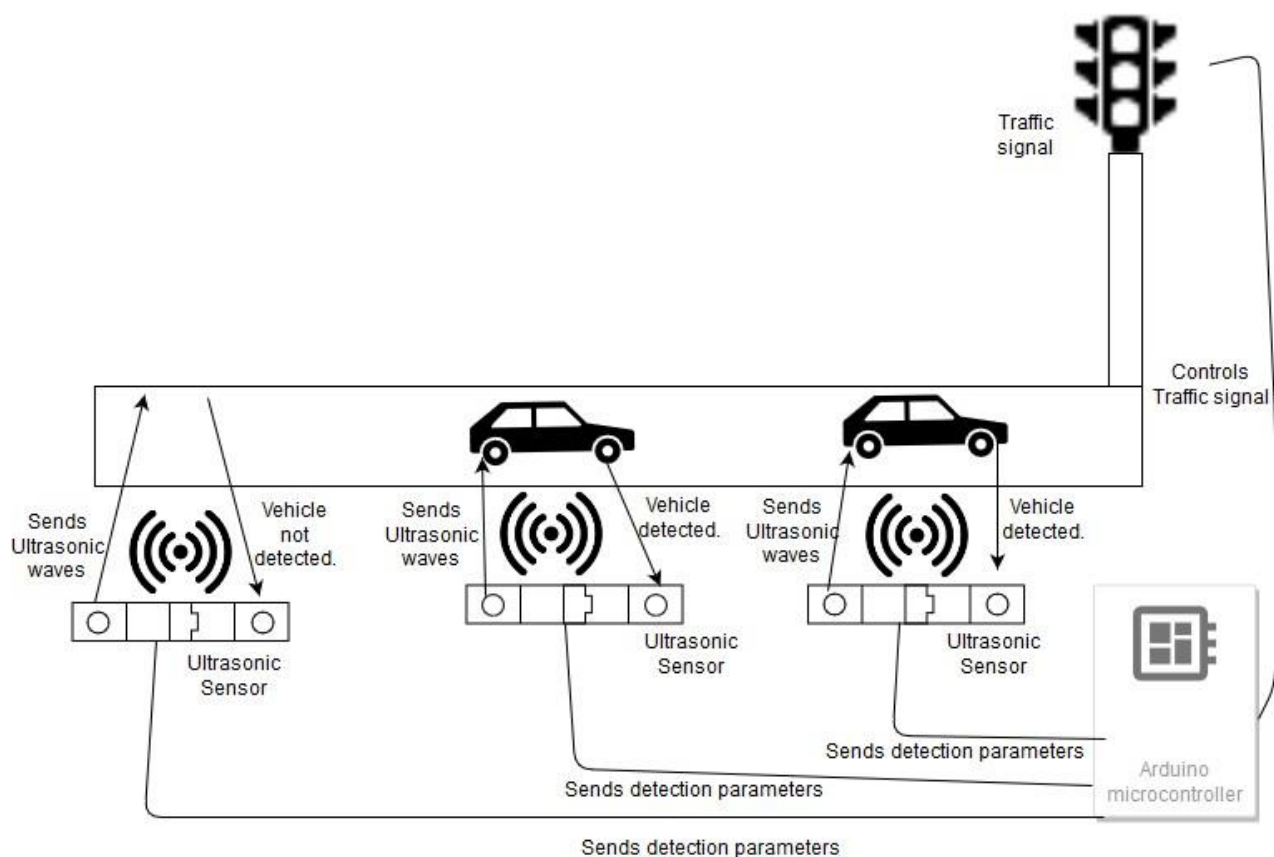 Traffic
signal
Controls
Traffic signal
Sends
Ultrasonic
waves
Vehicle
not
detected.
Sends
Ultrasonic
waves
Vehicle
detected.
Sends
Ultrasonic
waves
Vehicle
detected.
Ultrasonic
Sensor
Ultrasonic
Sensor
Ultrasonic
Sensor
Sends detection parameters
Arduino
microcontroller
Sends detection parameters
Sends detection parameters